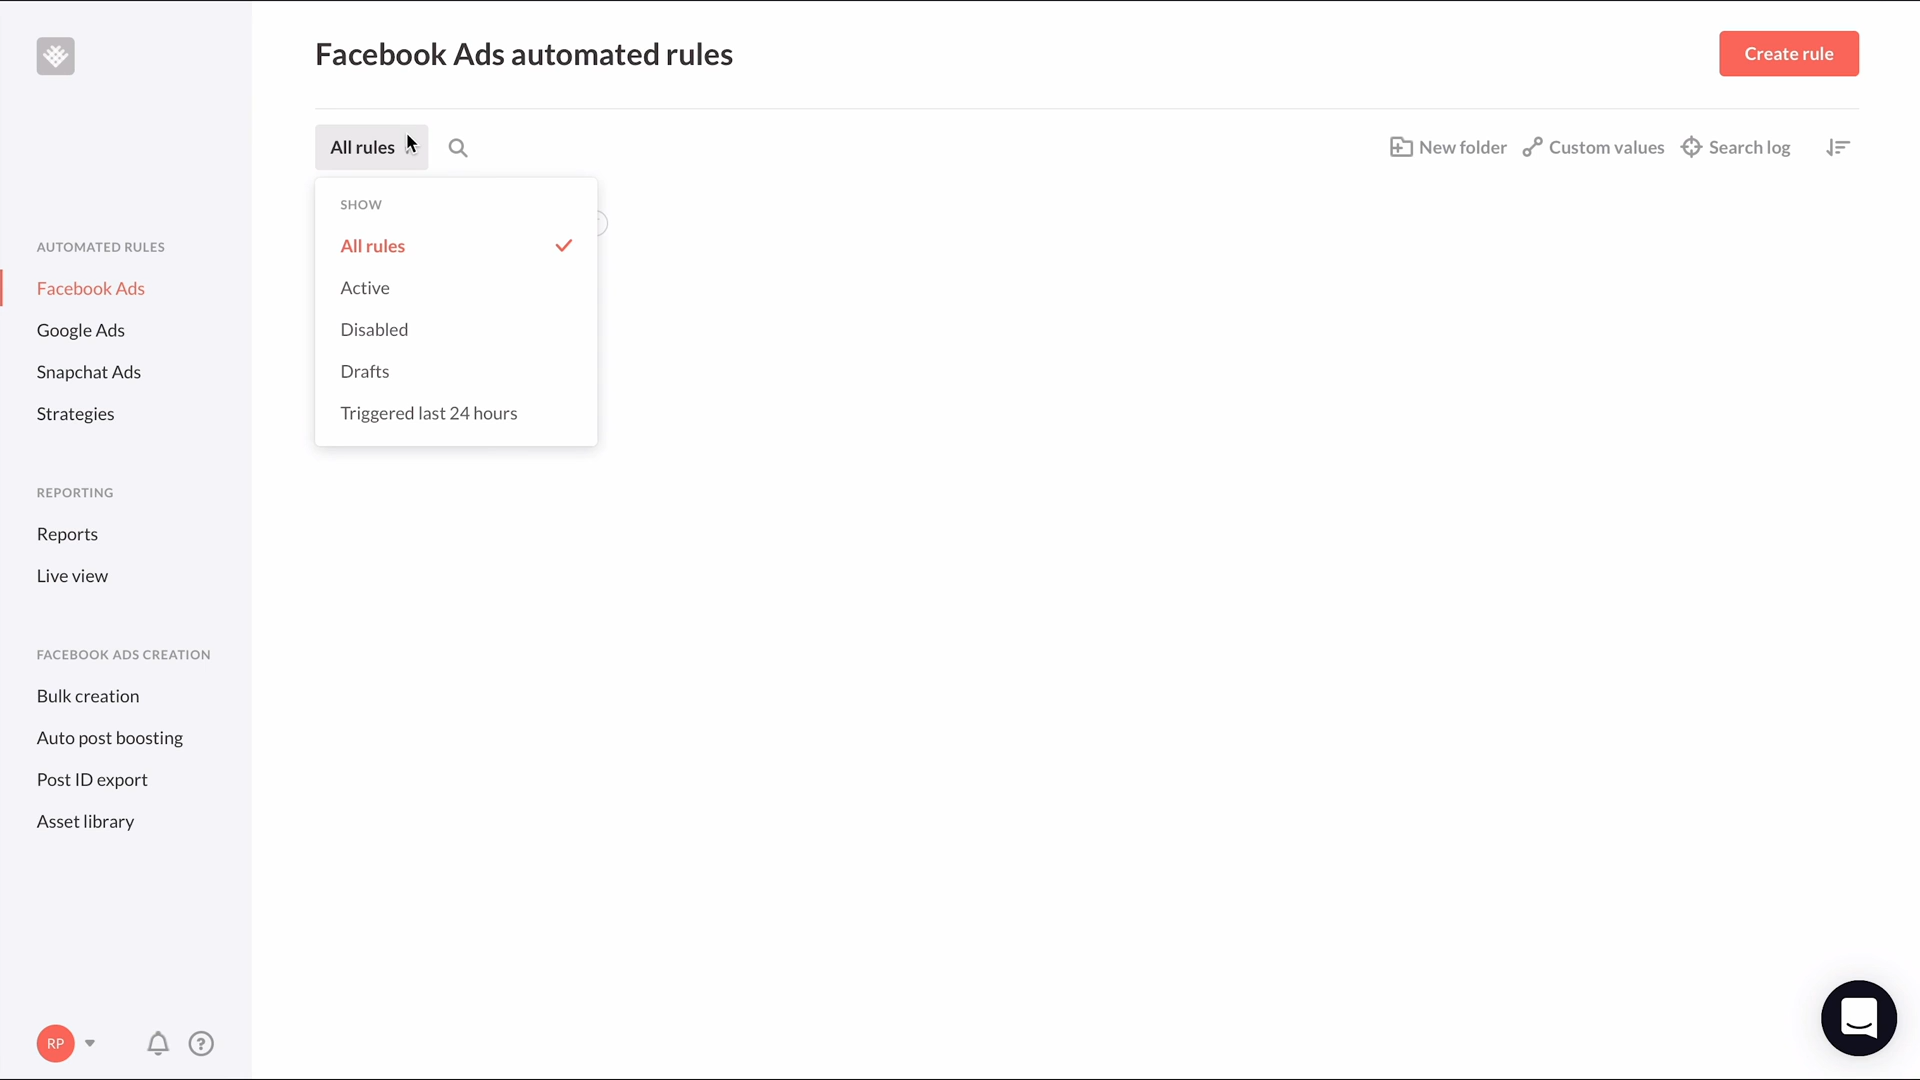 Facebook Ads automated rules
Create rule
All rules
New folder
Custom values
Search log
SHOW
All rules
Active
Disabled
Drafts
Triggered last 24 hours
AUTOMATED RULES
Facebook Ads
Google Ads
Snapchat Ads
Strategies
REPORTING
Reports
Live view
FACEBOOK ADS CREATION
Bulk creation
Auto post boosting
Post ID export
Asset library
RP
?